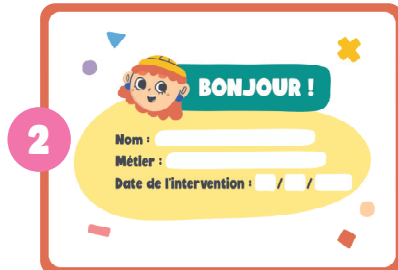 BONJOUR !
2
Nom :
Métier :
Date de l'intervention : / /